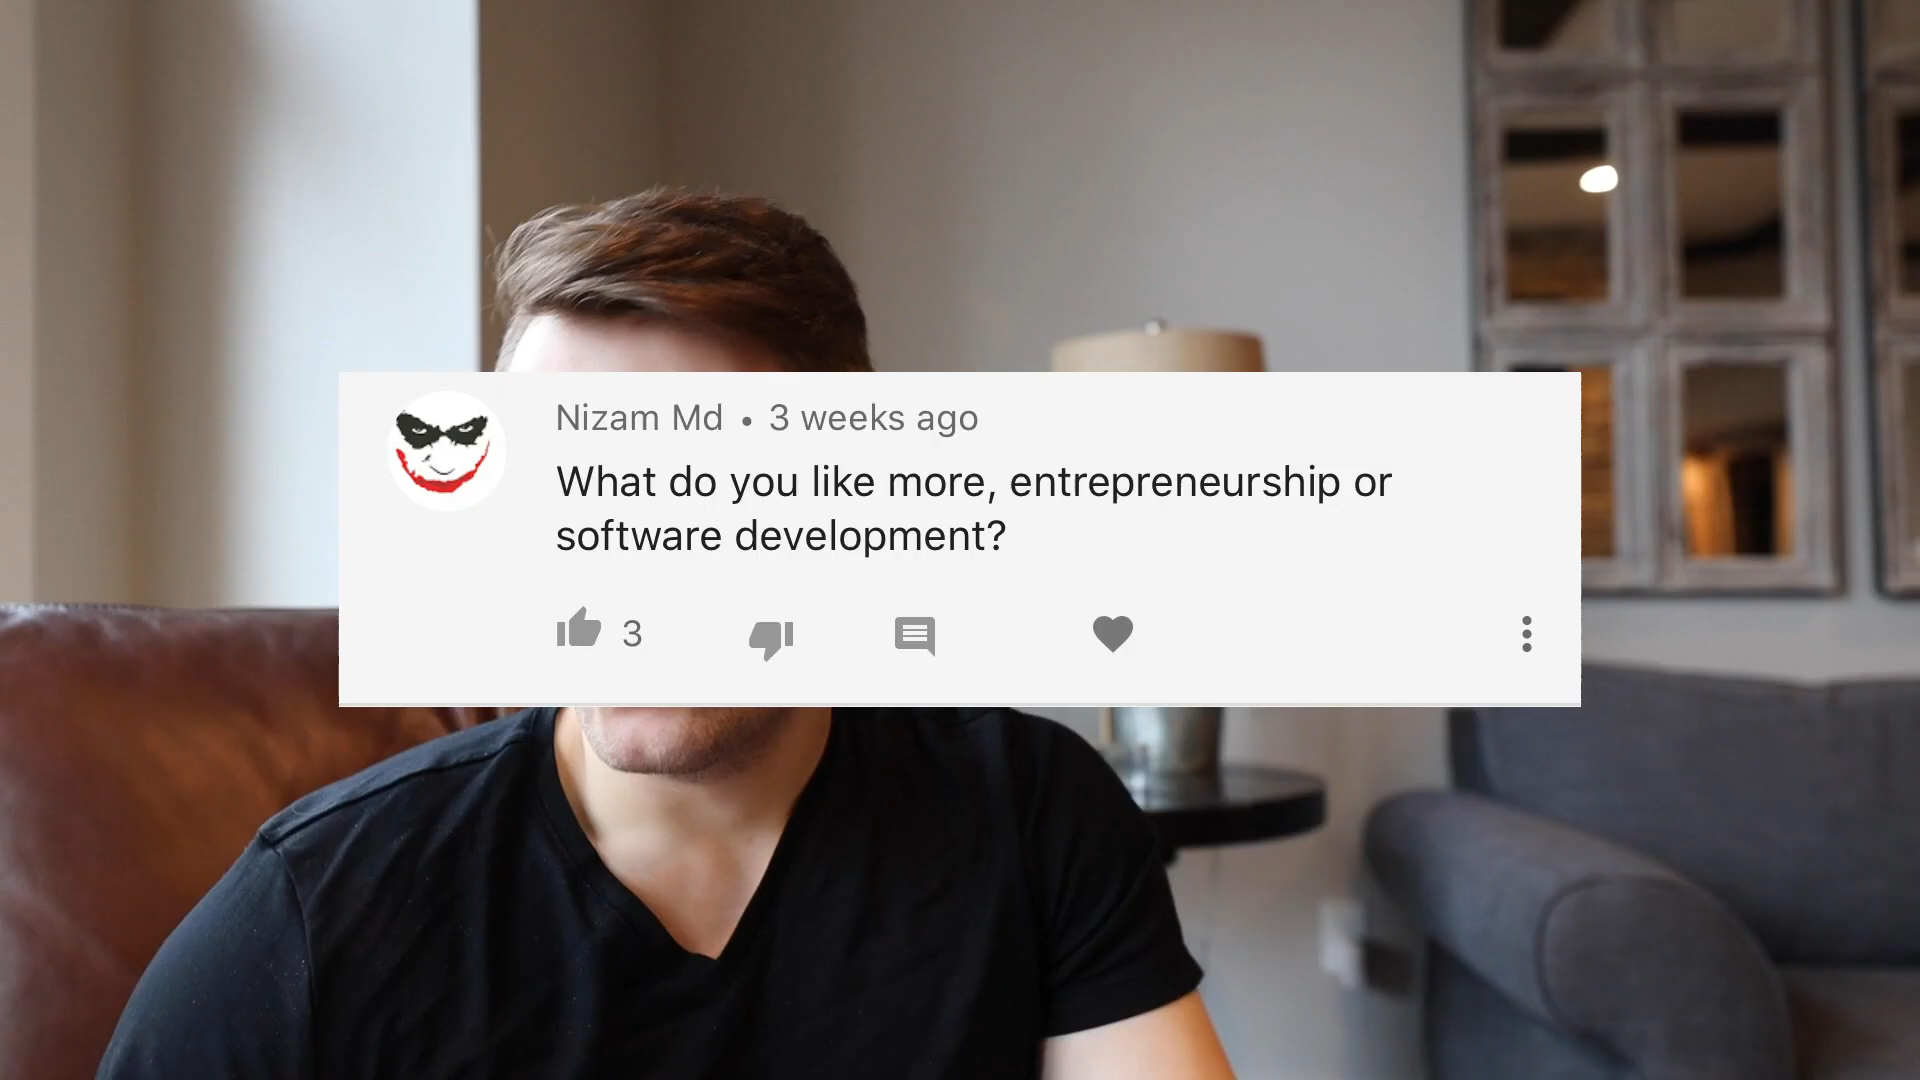 Nizam Md • 3 weeks ago
What do you like more, entrepreneurship or
software development?
3